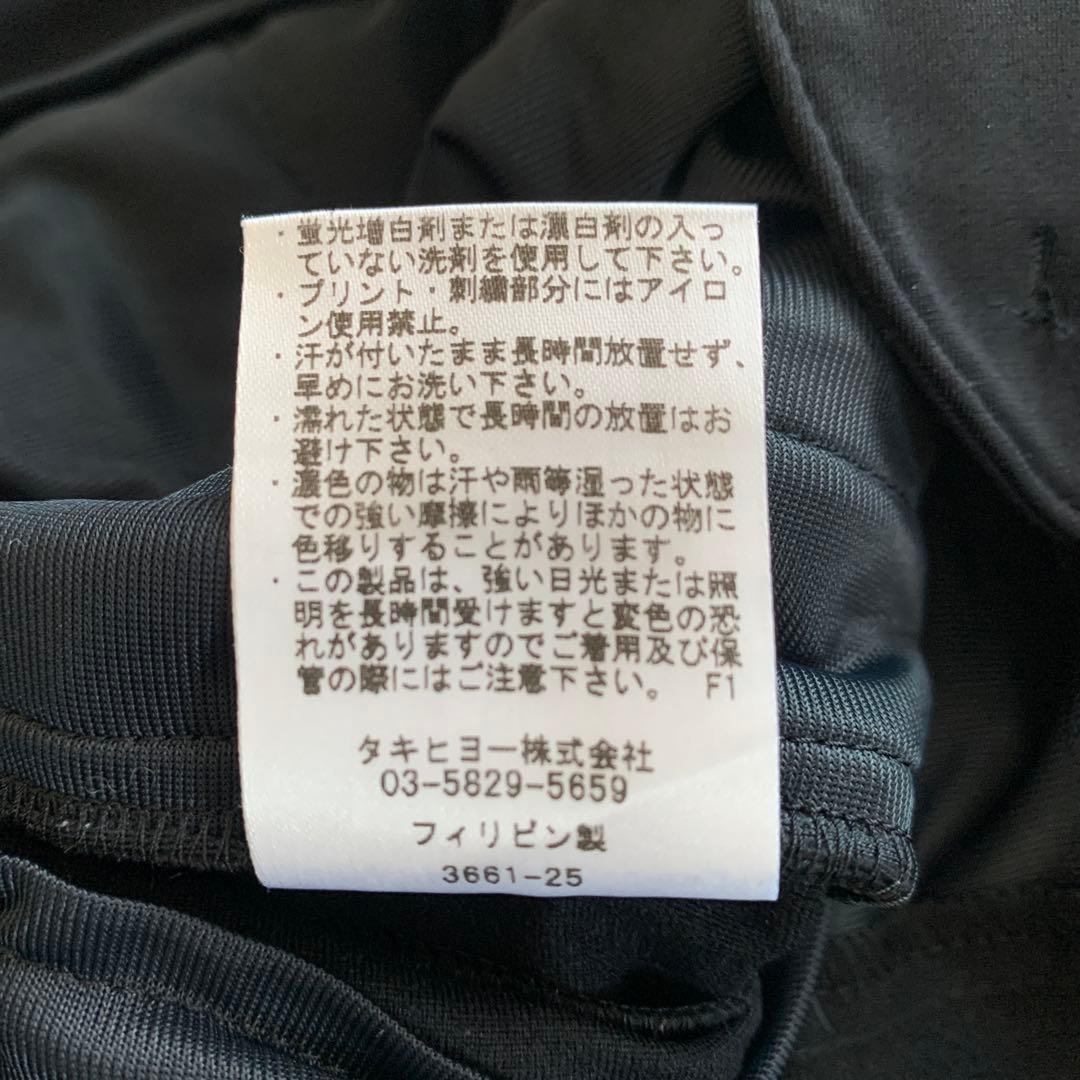 ・蛍光増白剤または漂白剤の入っ
ていない洗剤を使用して下さい。
・プリント・刺繍部分にはアイロ
ン使用禁止。
・汗が付いたまま長時間放置せず、
早めにお洗い下さい。
・濡れた状態で長時間の放置はお
避け下さい。
・濃色の物は汗や雨等湿った状態
での強い摩擦によりほかの物に
色移りすることがあります。
・この製品は、強い日光または照
明を長時間受けますと変色の恐
れがありますのでご着用及び保
管の際にはご注意下さい。 F1
タキヒヨー株式会社
03-5829-5659
フィリピン製
3661-25